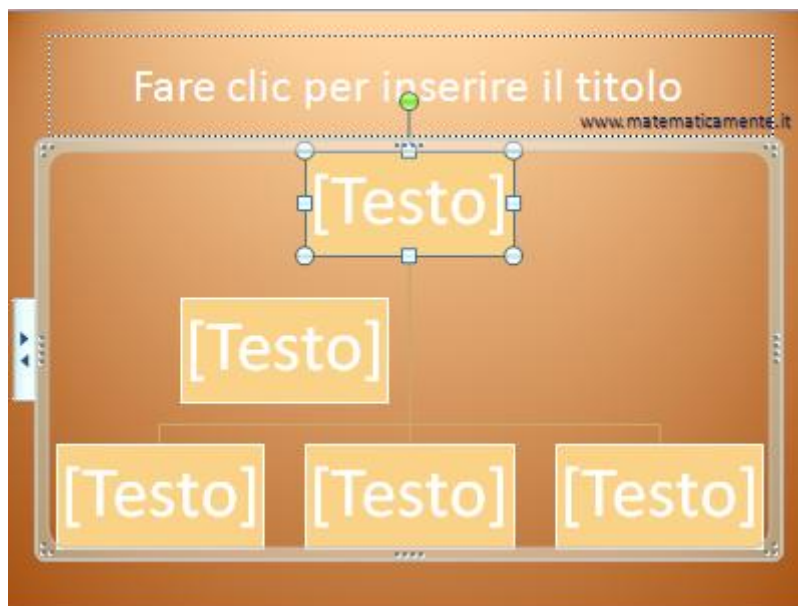 Fare clic per inserire il titolo
www.matematicamente.it
[Testo]
[Testo]
[Testo] [Testo] [Testo]